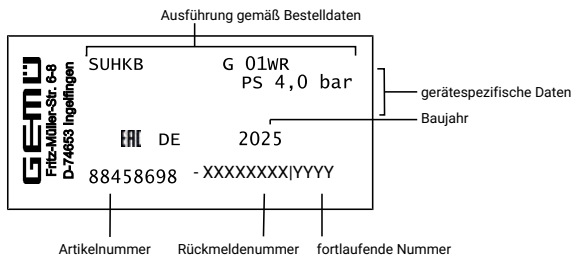 Ausführung gemäß Bestelldaten
GEMÜ
Fritz-Müller-Str. 6-8
D-74653 Ingelfingen
SUHKB G 01WR
PS 4,0 bar
gerätespezifische Daten
Baujahr
EAC DE 2025
88458698 -XXXXXXXX|YYYY
Artikelnummer Rückmeldenummer fortlaufende Nummer